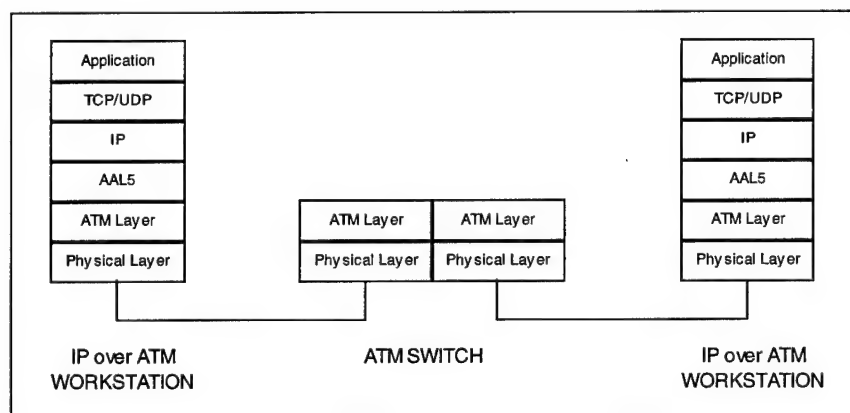 Application
TCP/UDP
IP
AAL5
ATM Layer
Physical Layer
ATM Layer
ATM Layer
Physical Layer
Physical Layer
Application
TCP/UDP
IP
AAL5
ATM Layer
Physical Layer
IP over ATM
WORKSTATION
ATM SWITCH
IP over ATM
WORKSTATION